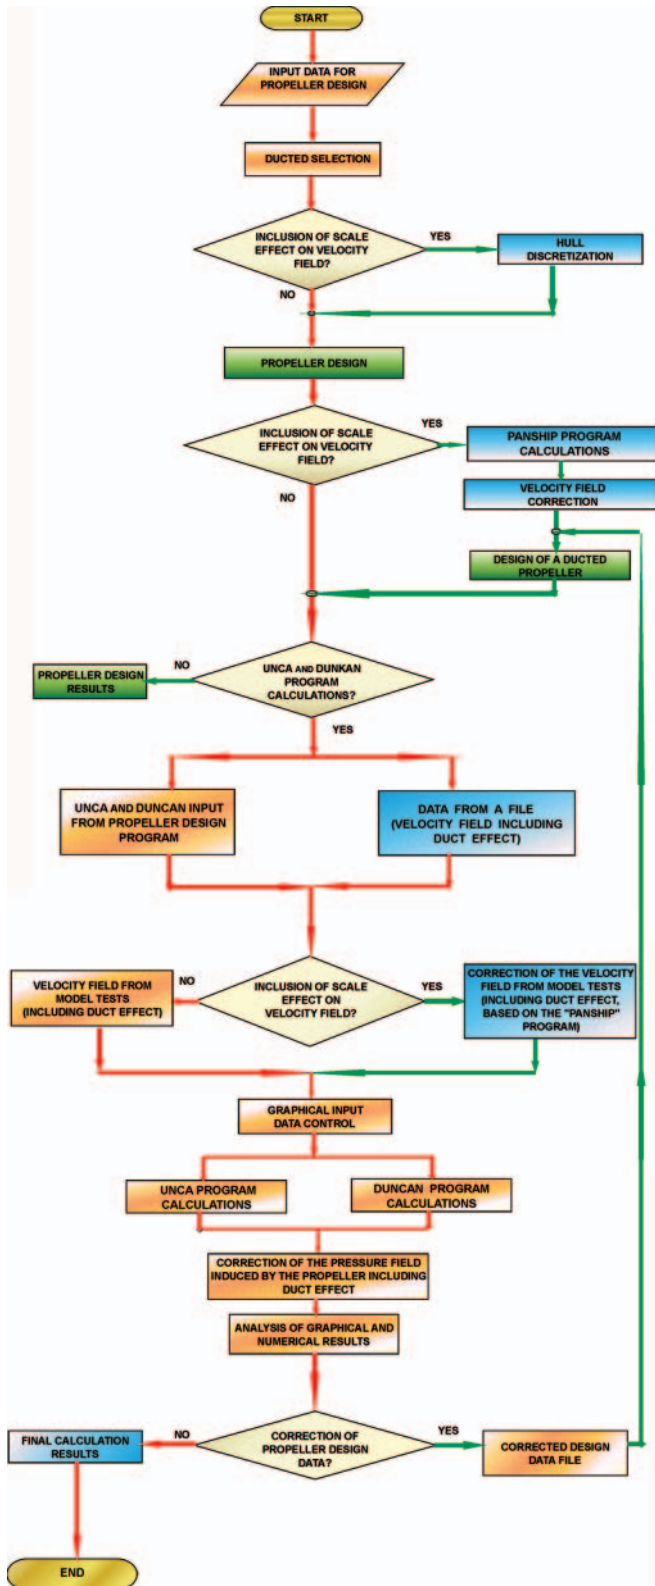 START
INPUT DATA FOR
PROPELLER DESIGN
DUCTED SELECTION
INCLUSION OF SCALE
EFFECT ON VELOCITY
FIELD?
YES
HULL
DISCRETIZATION
NO
PROPELLER DESIGN
INCLUSION OF SCALE
EFFECT ON VELOCITY
FIELD?
YES
PANSHIP PROGRAM
CALCULATIONS
VELOCITY FIELD
CORRECTION
NO
DESIGN OF A DUCTED
PROPELLER
UNCA AND DUNKAN
PROGRAM
CALCULATIONS?
NO
PROPELLER DESIGN
RESULTS
YES
UNCA AND DUNCAN INPUT
FROM PROPELLER DESIGN
PROGRAM
DATA FROM A FILE
(VELOCITY FIELD INCLUDING
DUCT EFFECT)
INCLUSION OF SCALE
EFFECT ON
VELOCITY FIELD?
NO
VELOCITY FIELD FROM
MODEL TESTS
(INCLUDING DUCT EFFECT)
YES
CORRECTION OF THE VELOCITY
FIELD FROM MODEL TESTS
(INCLUDING DUCT EFFECT,
BASED ON THE "PANSHIP"
PROGRAM)
GRAPHICAL INPUT
DATA CONTROL
UNCA PROGRAM
CALCULATIONS
DUNCAN PROGRAM
CALCULATIONS
CORRECTION OF THE PRESSURE FIELD
INDUCED BY THE PROPELLER INCLUDING
DUCT EFFECT
ANALYSIS OF GRAPHICAL AND
NUMERICAL RESULTS
CORRECTION OF
PROPELLER DESIGN
DATA?
NO
FINAL CALCULATION
RESULTS
YES
CORRECTED DESIGN
DATA FILE
END